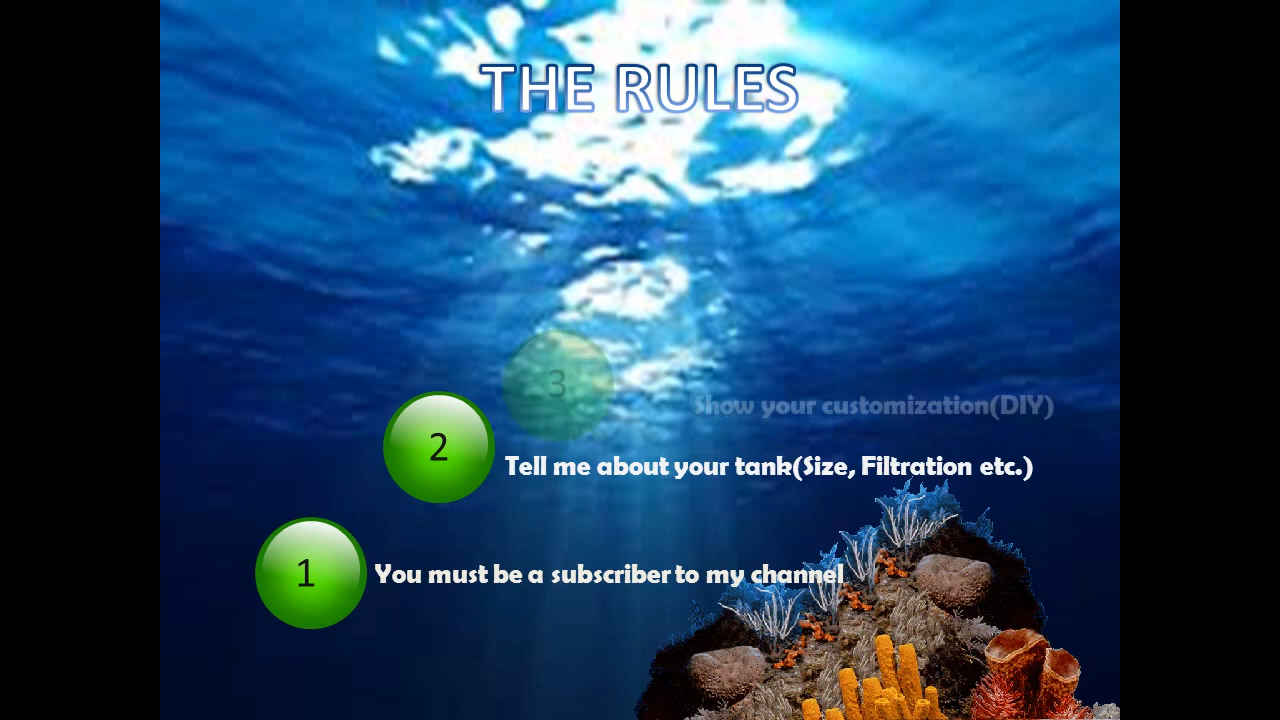 THE RULES
3
Show your customization(DIY)
2
Tell me about your tank(Size, Filtration etc.)
1
You must be a subscriber to my channel